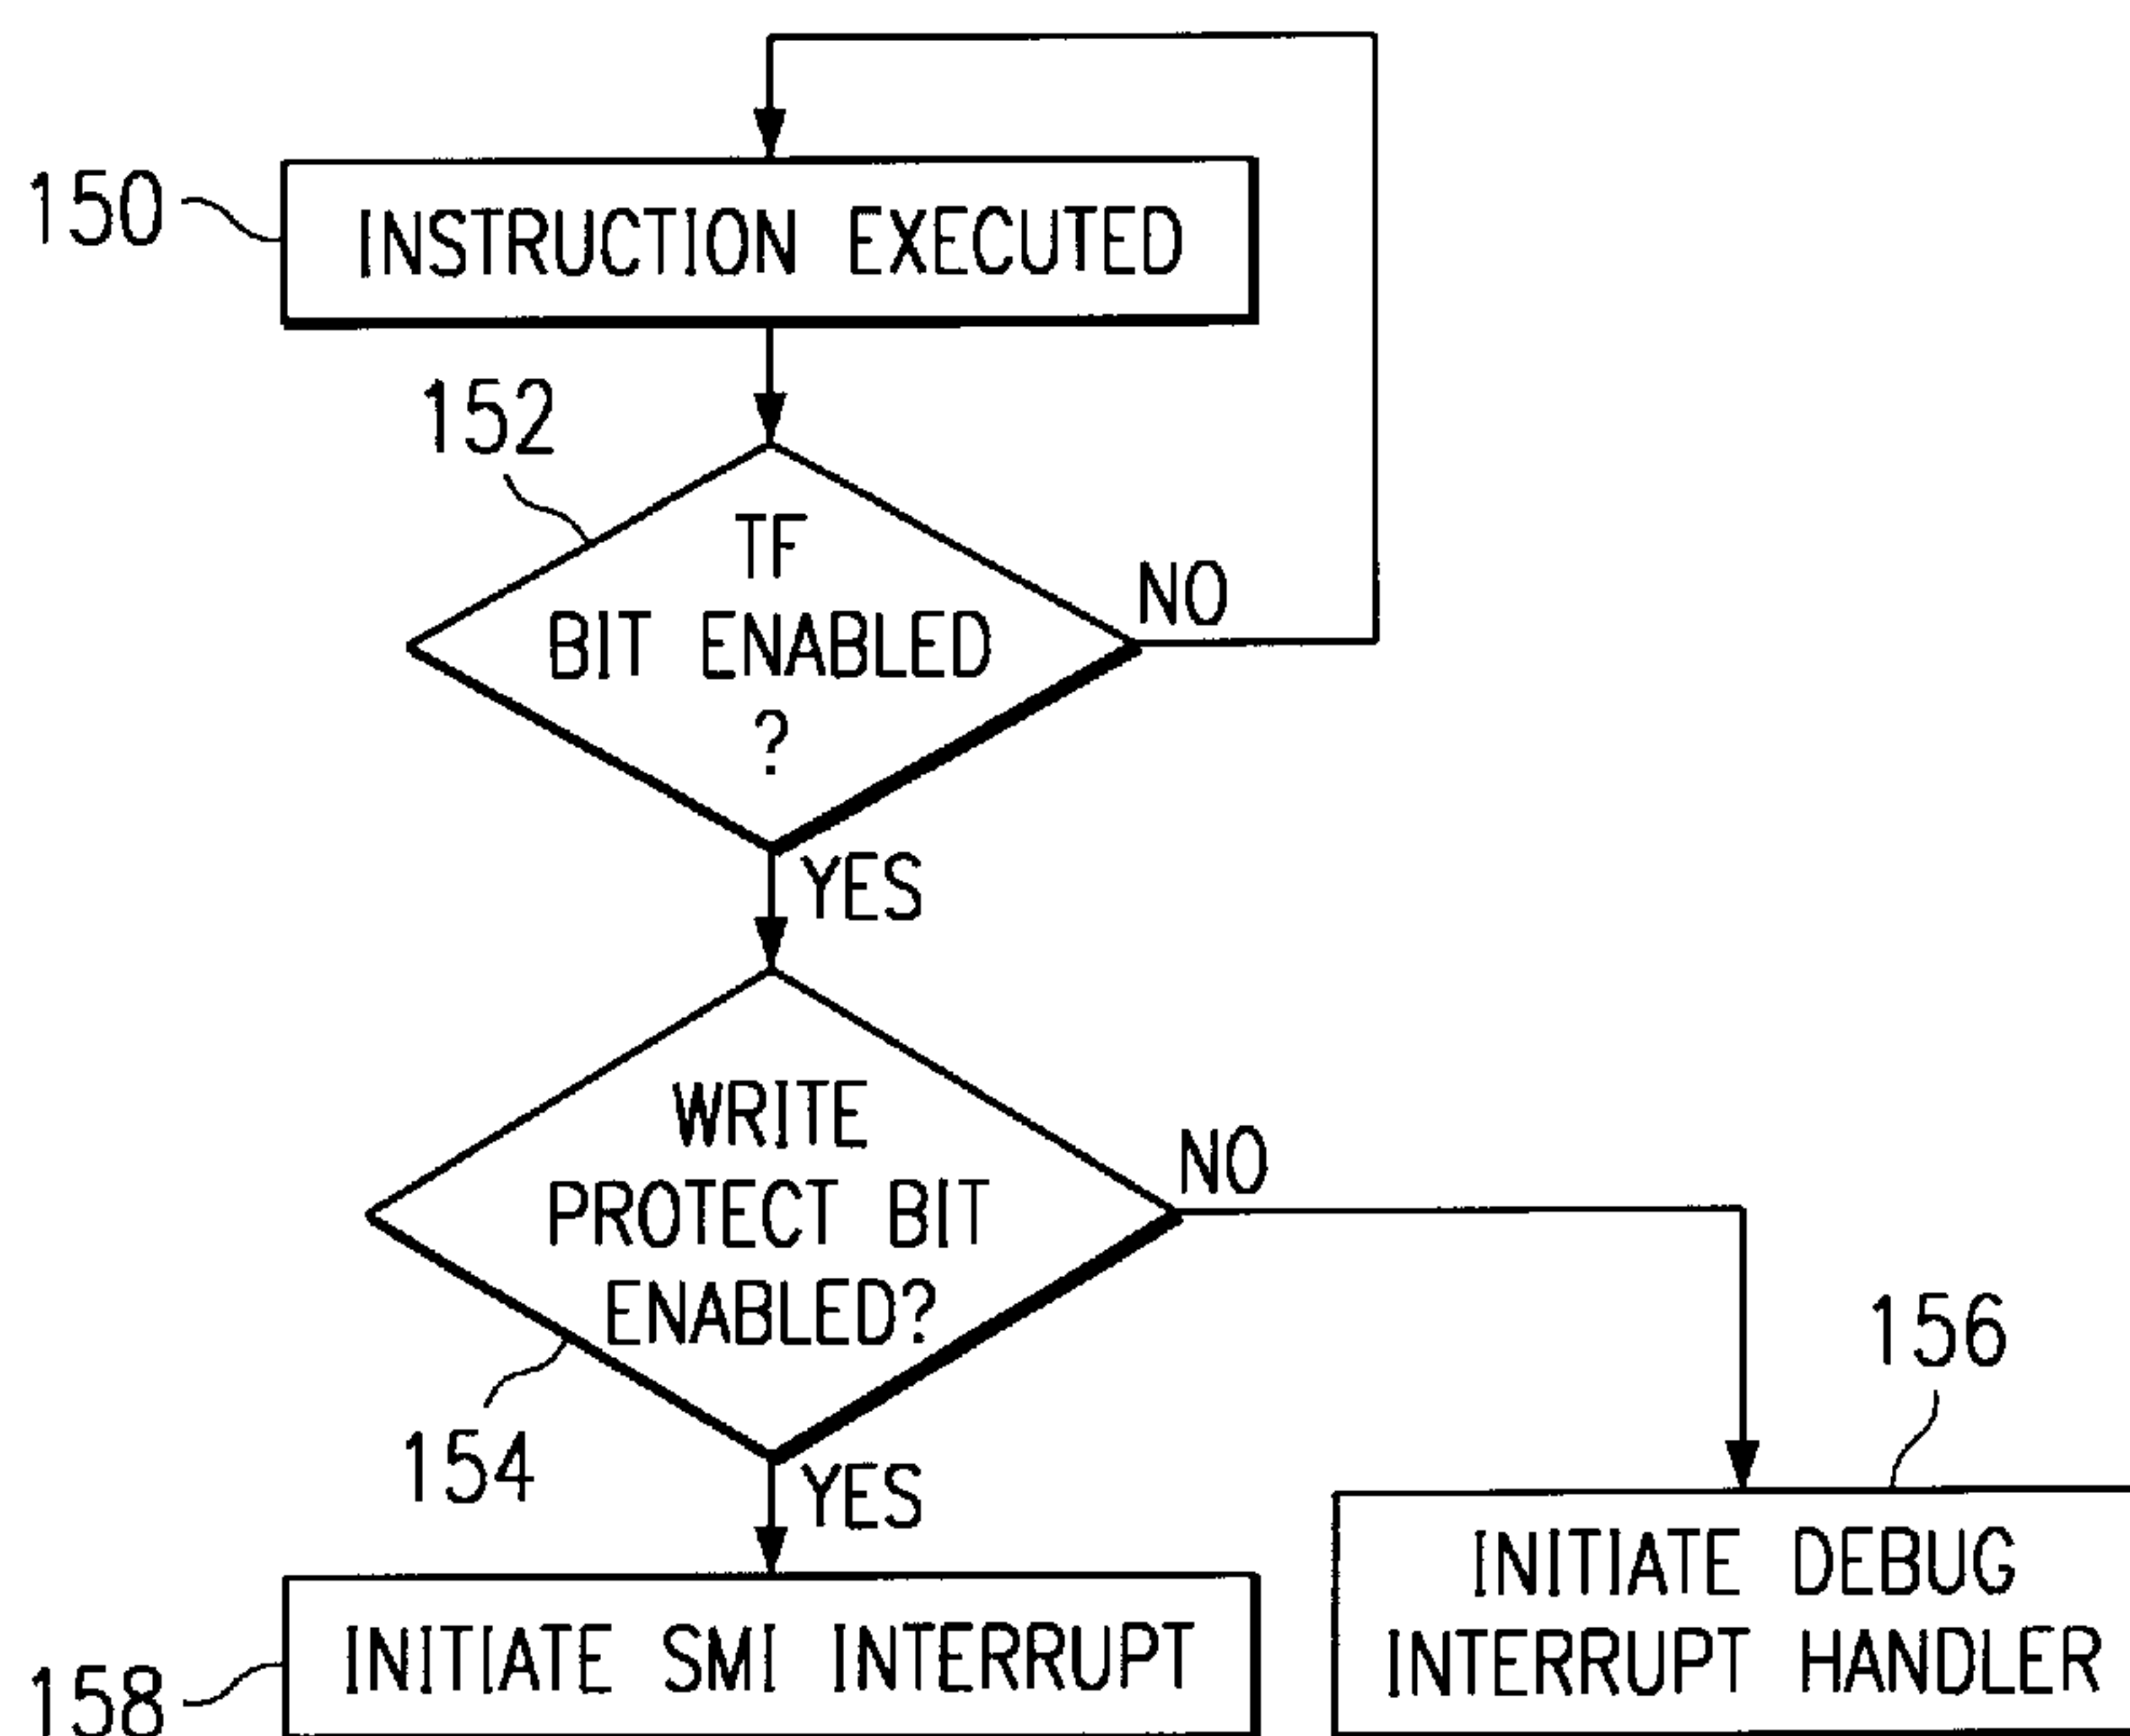 150
INSTRUCTION EXECUTED
152
TF
BIT ENABLED
?
NO
YES
WRITE
PROTECT BIT
ENABLED?
NO
154
YES
156
INITIATE DEBUG
INTERRUPT HANDLER
INITIATE SMI INTERRUPT
158